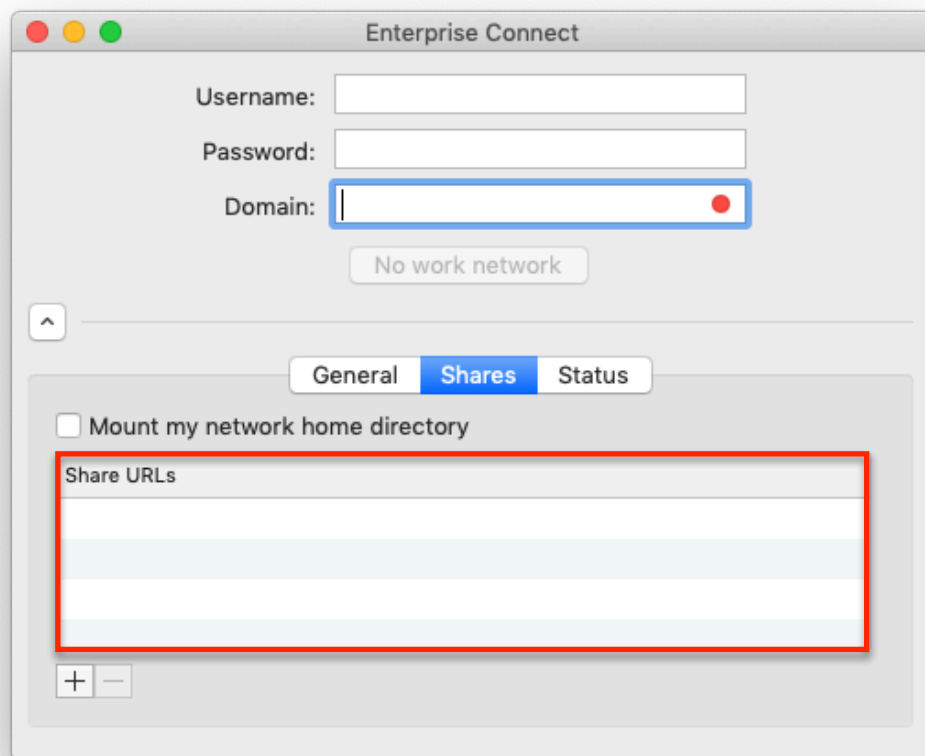 Enterprise Connect
Username:
Password:
Domain:
No work network
General Shares Status
Mount my network home directory
Share URLs